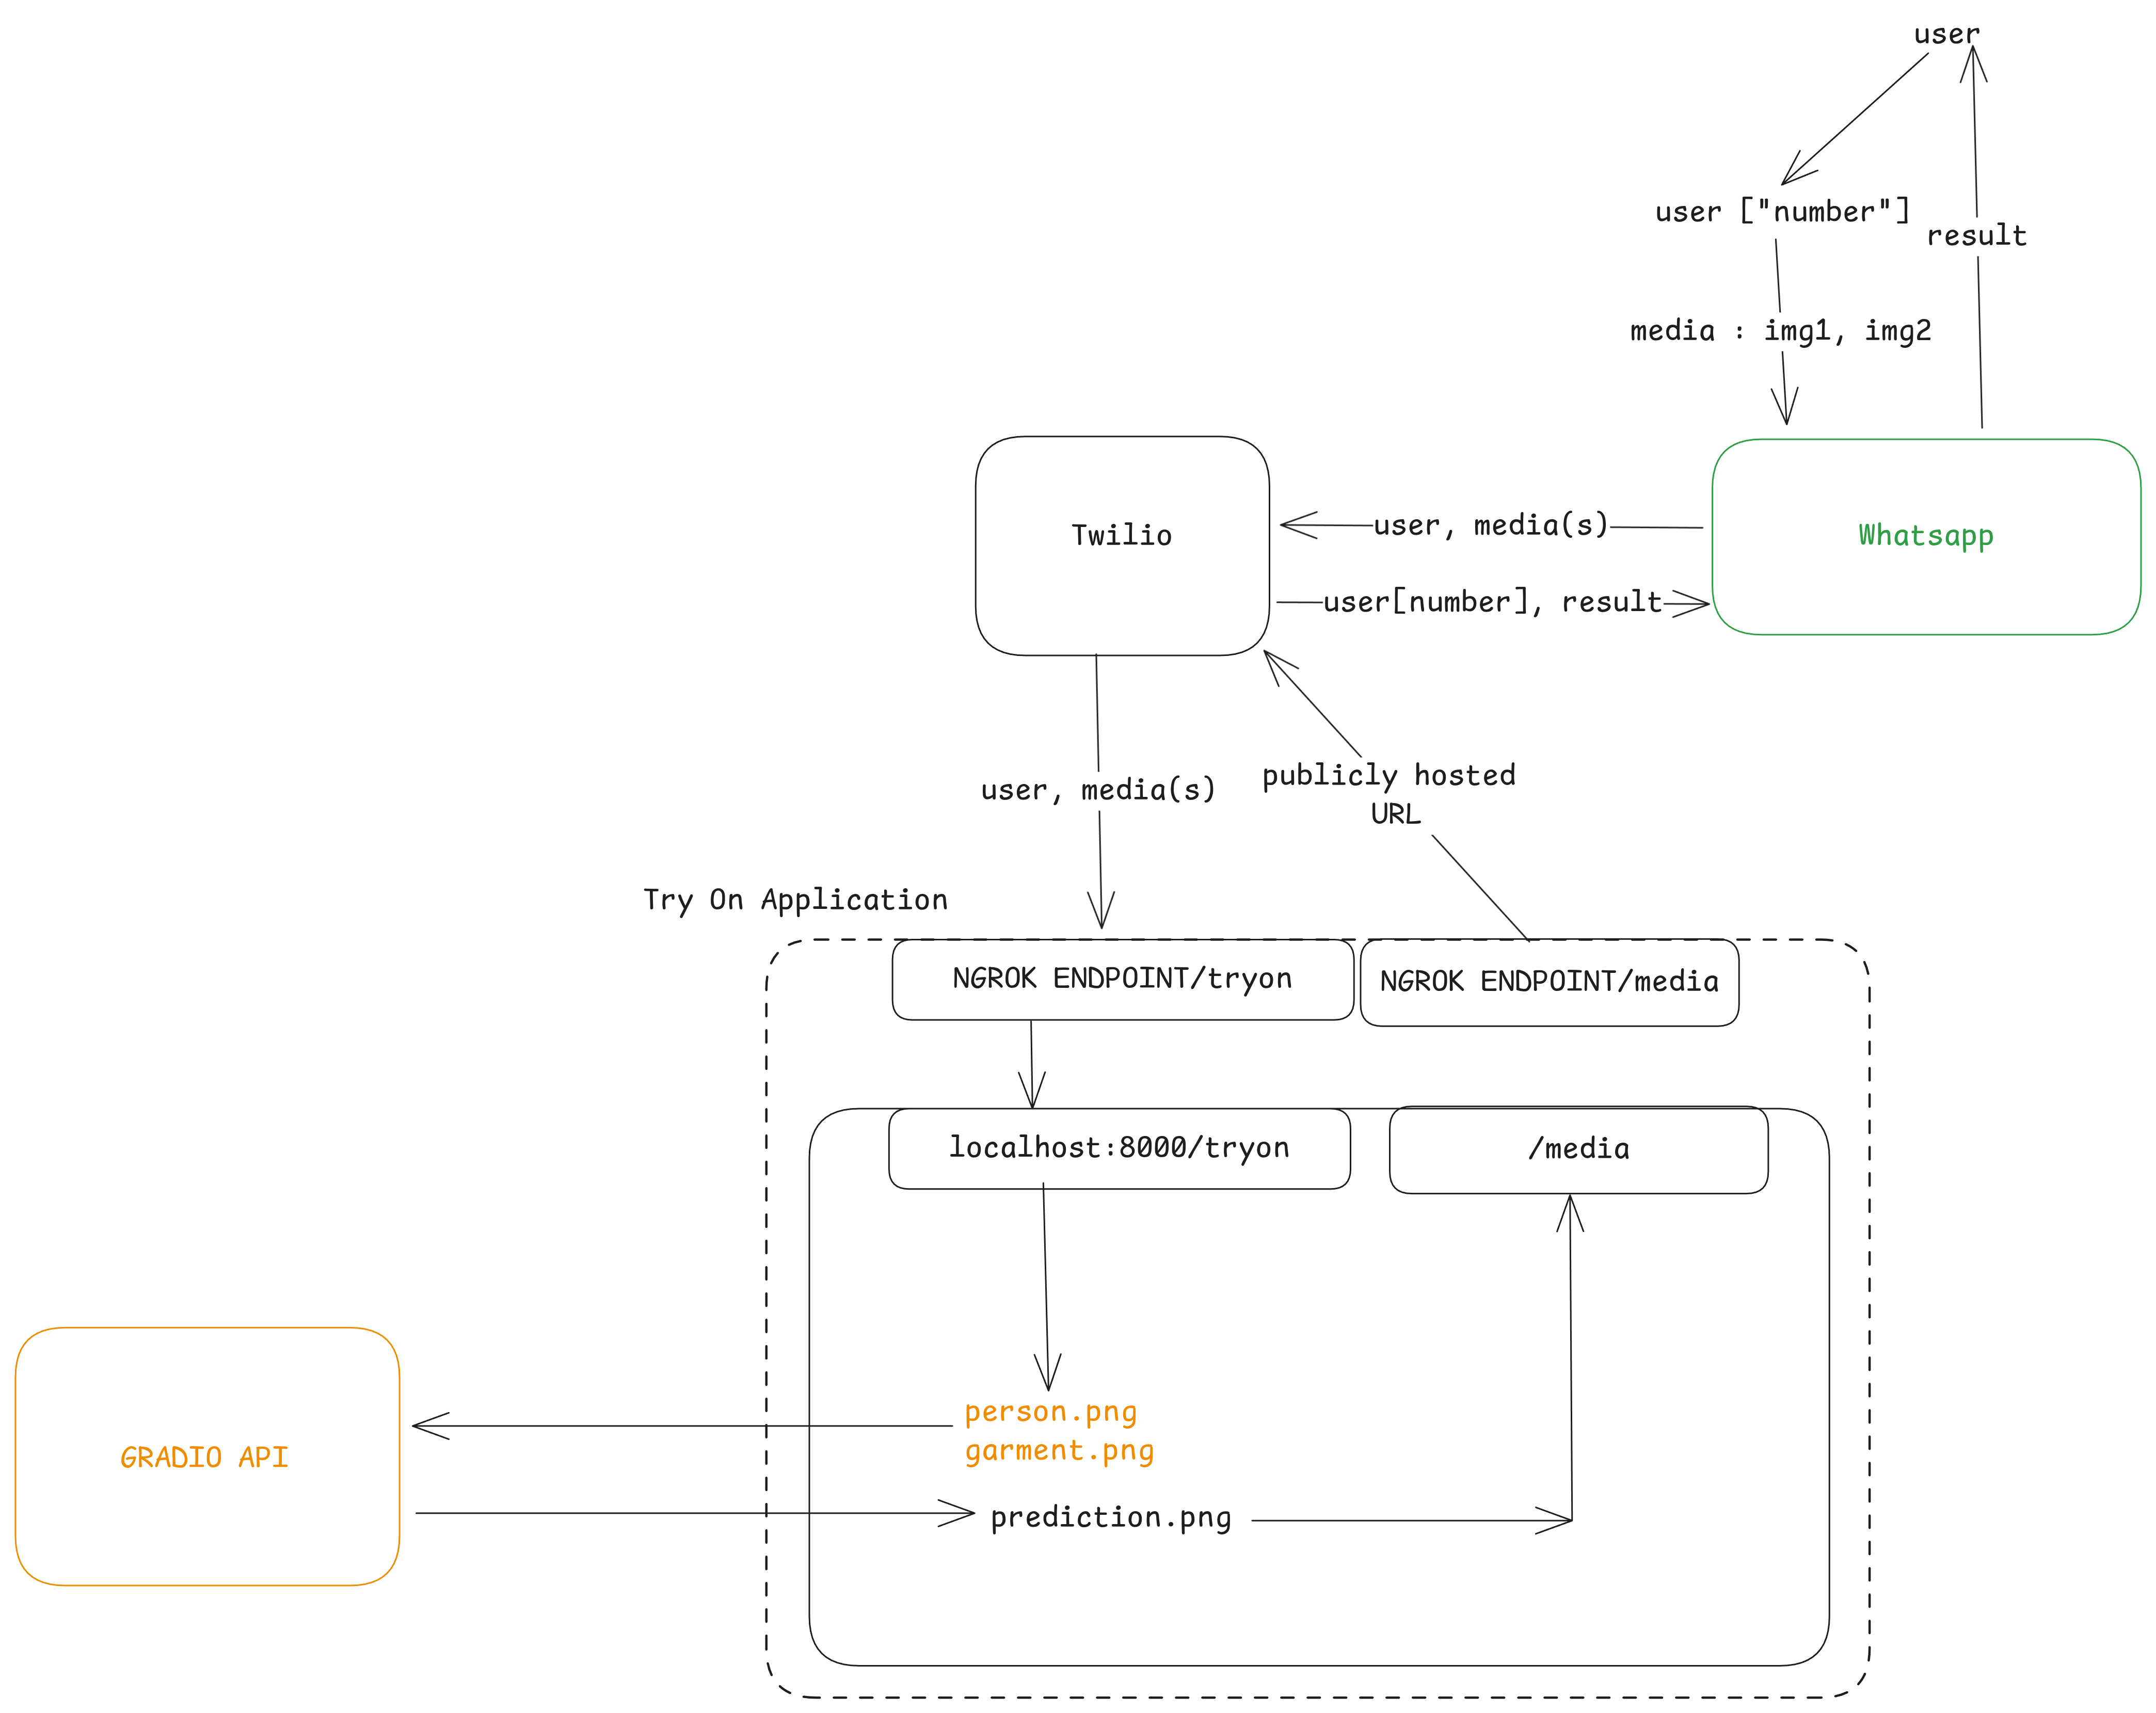 user
user ["number"]
result
media : img1, img2
Twilio
user, media(s)
Whatsapp
user[number], result
user, media(s)
publicly hosted
URL
Try On Application
NGROK ENDPOINT/tryon
NGROK ENDPOINT/media
localhost:8000/tryon
/media
person.png
garment.png
GRADIO API
prediction.png